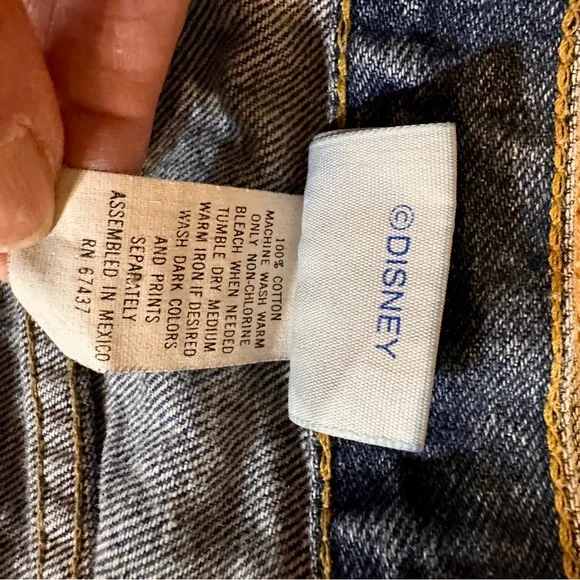 ©DISNEY
100% COTTON
MACHINE WASH WARM
ONLY NON-CHLORINE
BLEACH WHEN NEEDED
TUMBLE DRY MEDIUM
WARM IRON IF DESIRED
WASH DARK COLORS
AND PRINTS
SEPARATELY
ASSEMBLED IN MEXICO
RN 67437